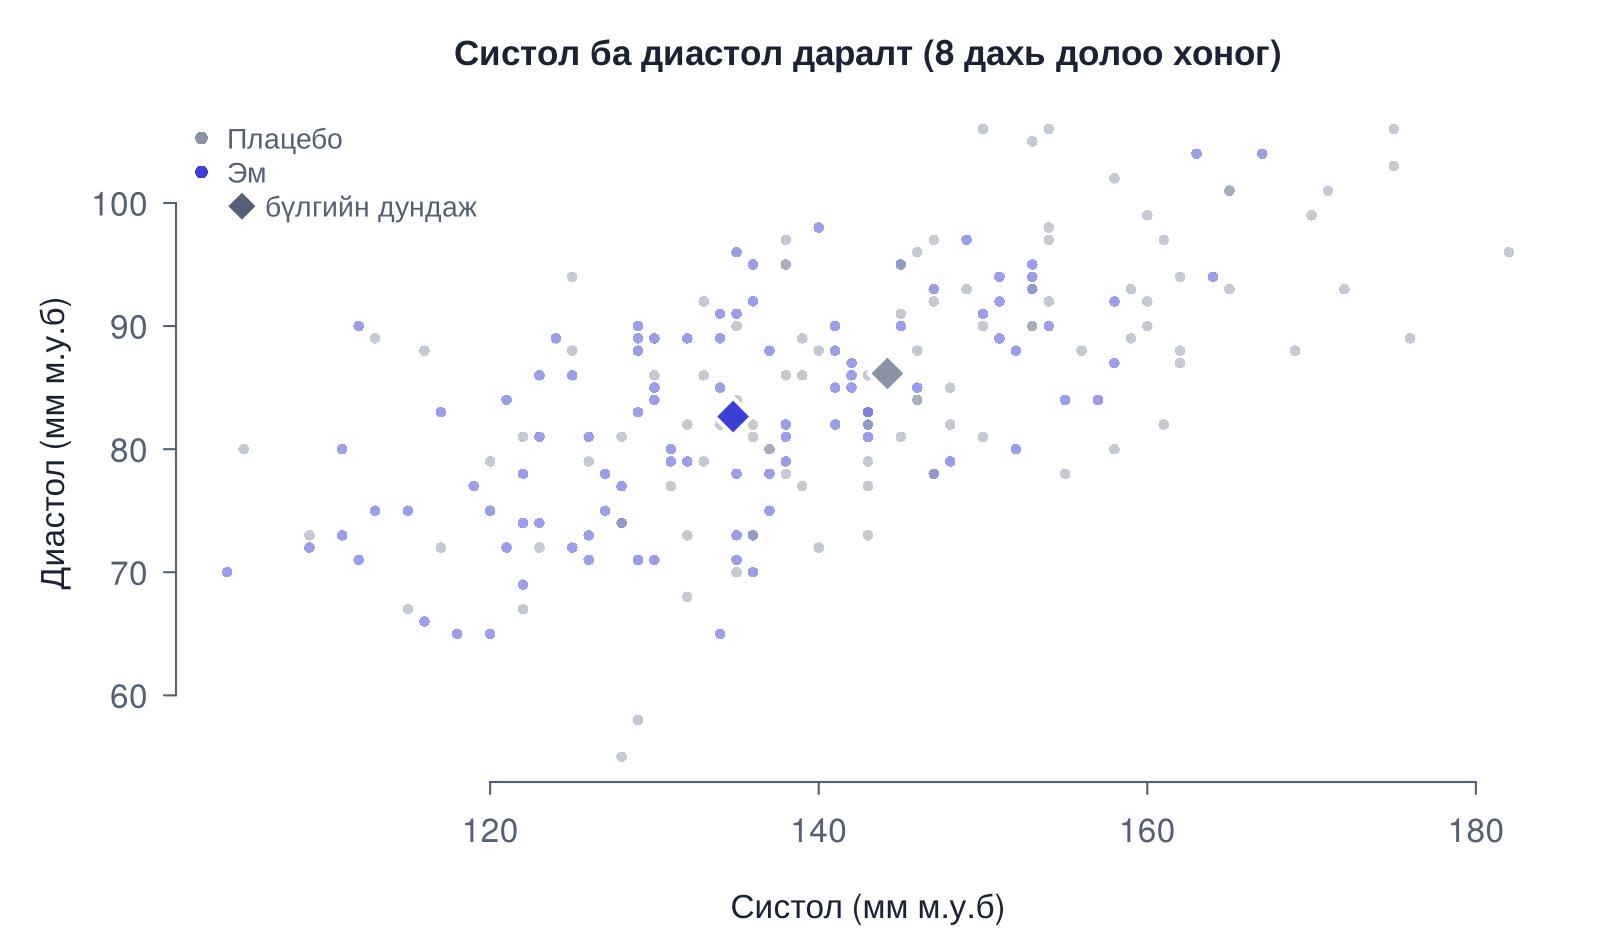 Систол ба диастол даралт (8 дахь долоо хоног)
Плацебо
Эм
бүлгийн дундаж
100
90
80
70
60
Диастол (мм м.у.б)
120
140
160
180
Систол (мм м.у.б)